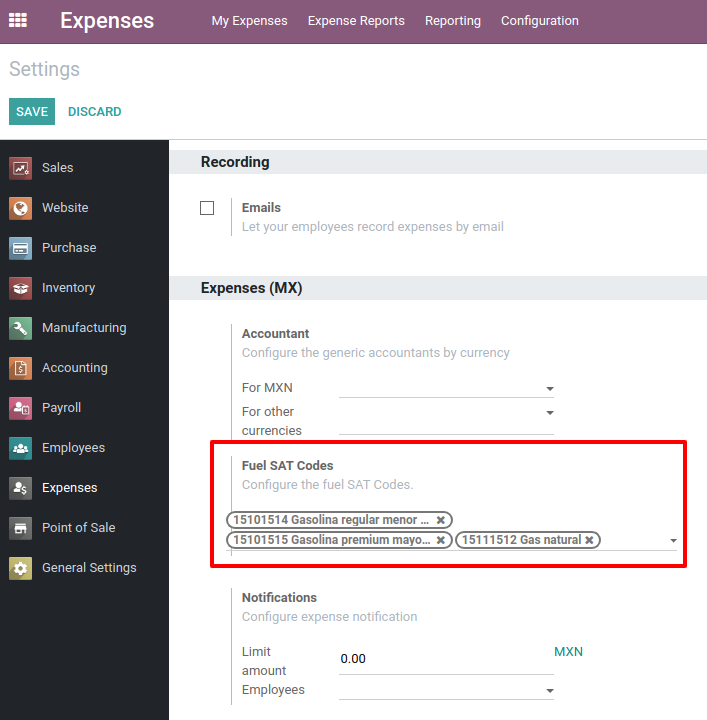 Expenses
My Expenses
Expense Reports
Reporting
Configuration
Settings
SAVE
DISCARD
Sales
Website
Purchase
Inventory
Manufacturing
Accounting
Payroll
Employees
Expenses
Point of Sale
General Settings
Recording
Emails
Let your employees record expenses by email
Expenses (MX)
Accountant
Configure the generic accountants by currency
For MXN
For other
currencies
Fuel SAT Codes
Configure the fuel SAT Codes.
15101514 Gasolina regular menor ... ✖
15101515 Gasolina premium mayo... ✖ 15111512 Gas natural ✖
Notifications
Configure expense notification
Limit
amount
0.00
MXN
Employees